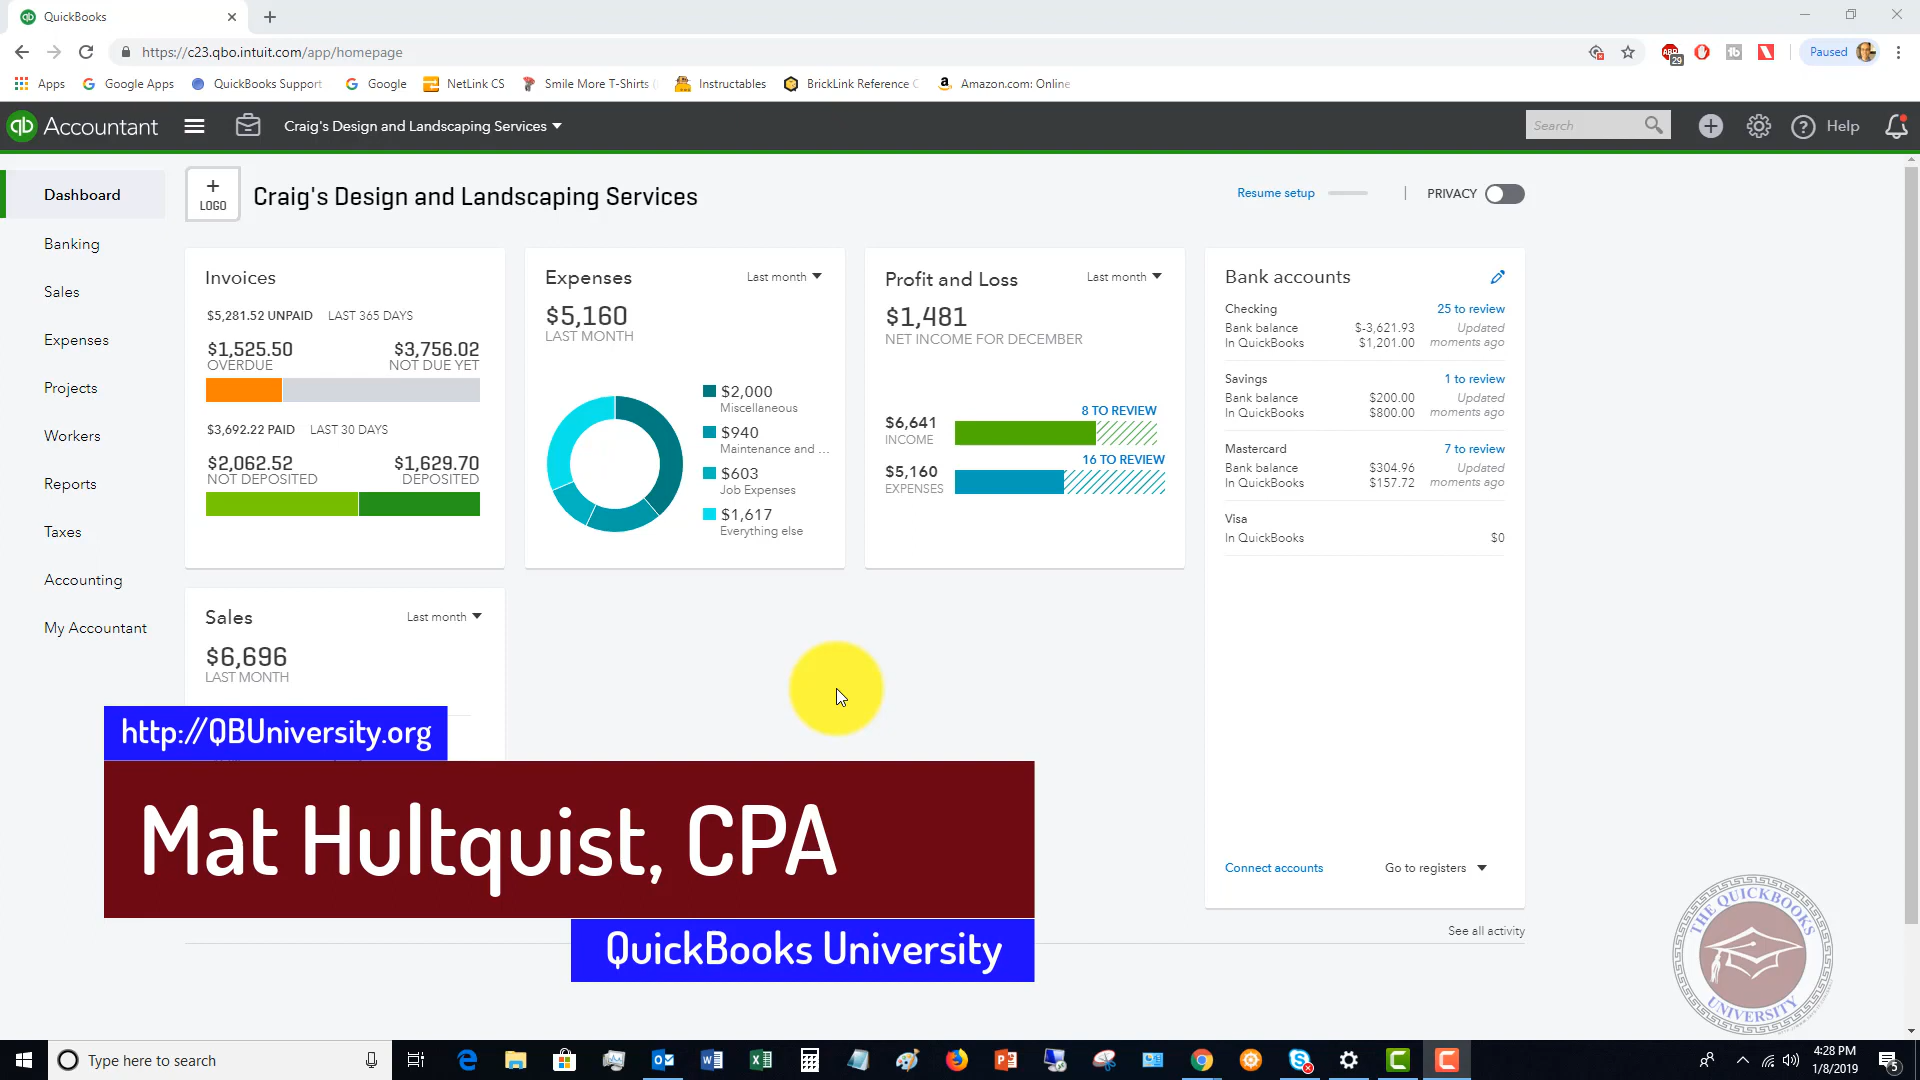 QuickBooks
https://c23.qbo.intuit.com/app/homepage
ABP
29
Paused
Apps
Google Apps
QuickBooks Support
Google
NetLink CS
Smile More T-Shirts (
Instructables
BrickLink Reference C
Amazon.com: Online
qb Accountant
Craig's Design and Landscaping Services
Search
Help
Dashboard
Banking
Sales
Expenses
Projects
Workers
Reports
Taxes
Accounting
My Accountant
+
LOGO
Craig's Design and Landscaping Services
Resume setup
PRIVACY
Invoices
$5,281.52 UNPAID LAST 365 DAYS
$1,525.50 $3,756.02
OVERDUE NOT DUE YET
$3,692.22 PAID LAST 30 DAYS
$2,062.52 $1,629.70
NOT DEPOSITED DEPOSITED
Expenses Last month
$5,160
LAST MONTH
$2,000
Miscellaneous
$940
Maintenance and ...
$603
Job Expenses
$1,617
Everything else
Profit and Loss Last month
$1,481
NET INCOME FOR DECEMBER
8 TO REVIEW
$6,641
INCOME
16 TO REVIEW
$5,160
EXPENSES
Bank accounts
Checking 25 to review
Bank balance $-3,621.93 Updated
In QuickBooks $1,201.00 moments ago
Savings 1 to review
Bank balance $200.00 Updated
In QuickBooks $800.00 moments ago
Mastercard 7 to review
Bank balance $304.96 Updated
In QuickBooks $157.72 moments ago
Visa
In QuickBooks $0
Connect accounts Go to registers
See all activity
Sales Last month
$6,696
LAST MONTH
http://QBUniversity.org
Mat Hultquist, CPA
QuickBooks University
THE QUICKBOOKS
UNIVERSITY
Type here to search
4:28 PM
1/8/2019
5